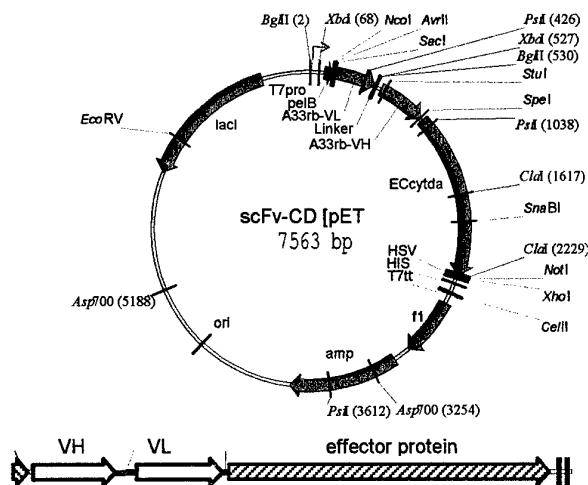 BglII (2)
XbaI (68)
NcoI
AvrII
SacI
PstI (426)
XbaI (527)
BglII (530)
StuI
SpeI
PstI (1038)
T7pro
pelB
A33rb-VL
Linker
A33rb-VH
EcoRV
lacI
ECcytda
ClaI (1617)
SnaBI
scFv-CD [pET
7563 bp
ClaI (2229)
NotI
XhoI
CelII
HSV
HIS
T7tt
f1
Asp700 (5188)
ori
amp
PstI (3612)
Asp700 (3254)
VH
VL
effector protein